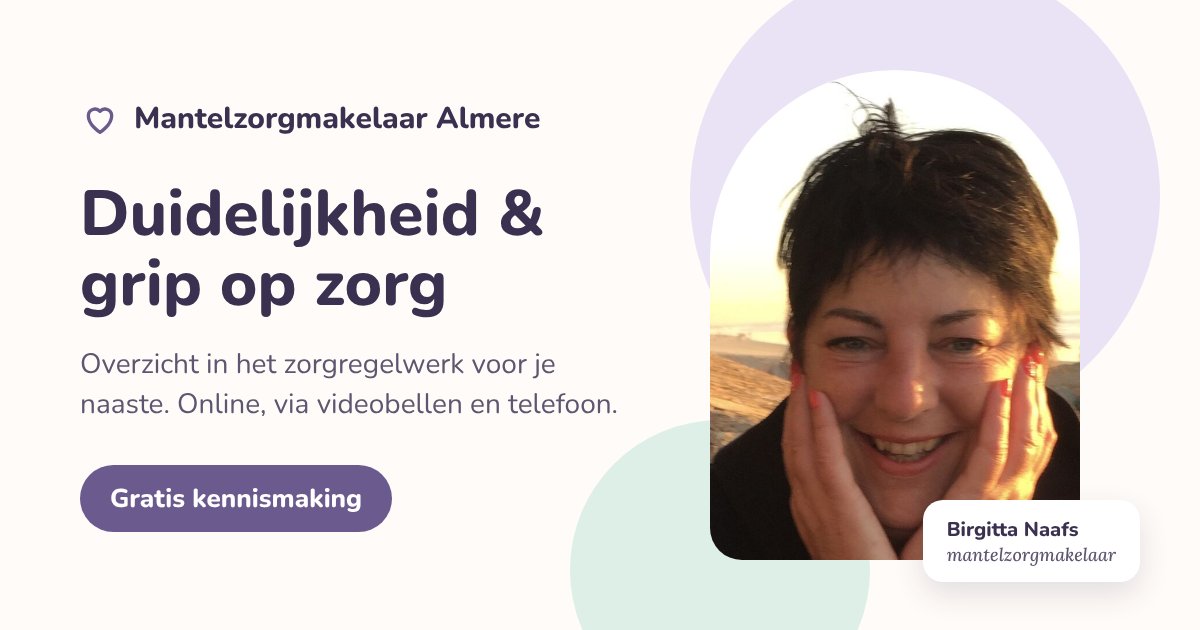 Mantelzorgmakelaar Almere
Duidelijkheid &
grip op zorg
Overzicht in het zorgregelwerk voor je
naaste. Online, via videobellen en telefoon.
Gratis kennismaking
Birgitta Naafs
mantelzorgmakelaar